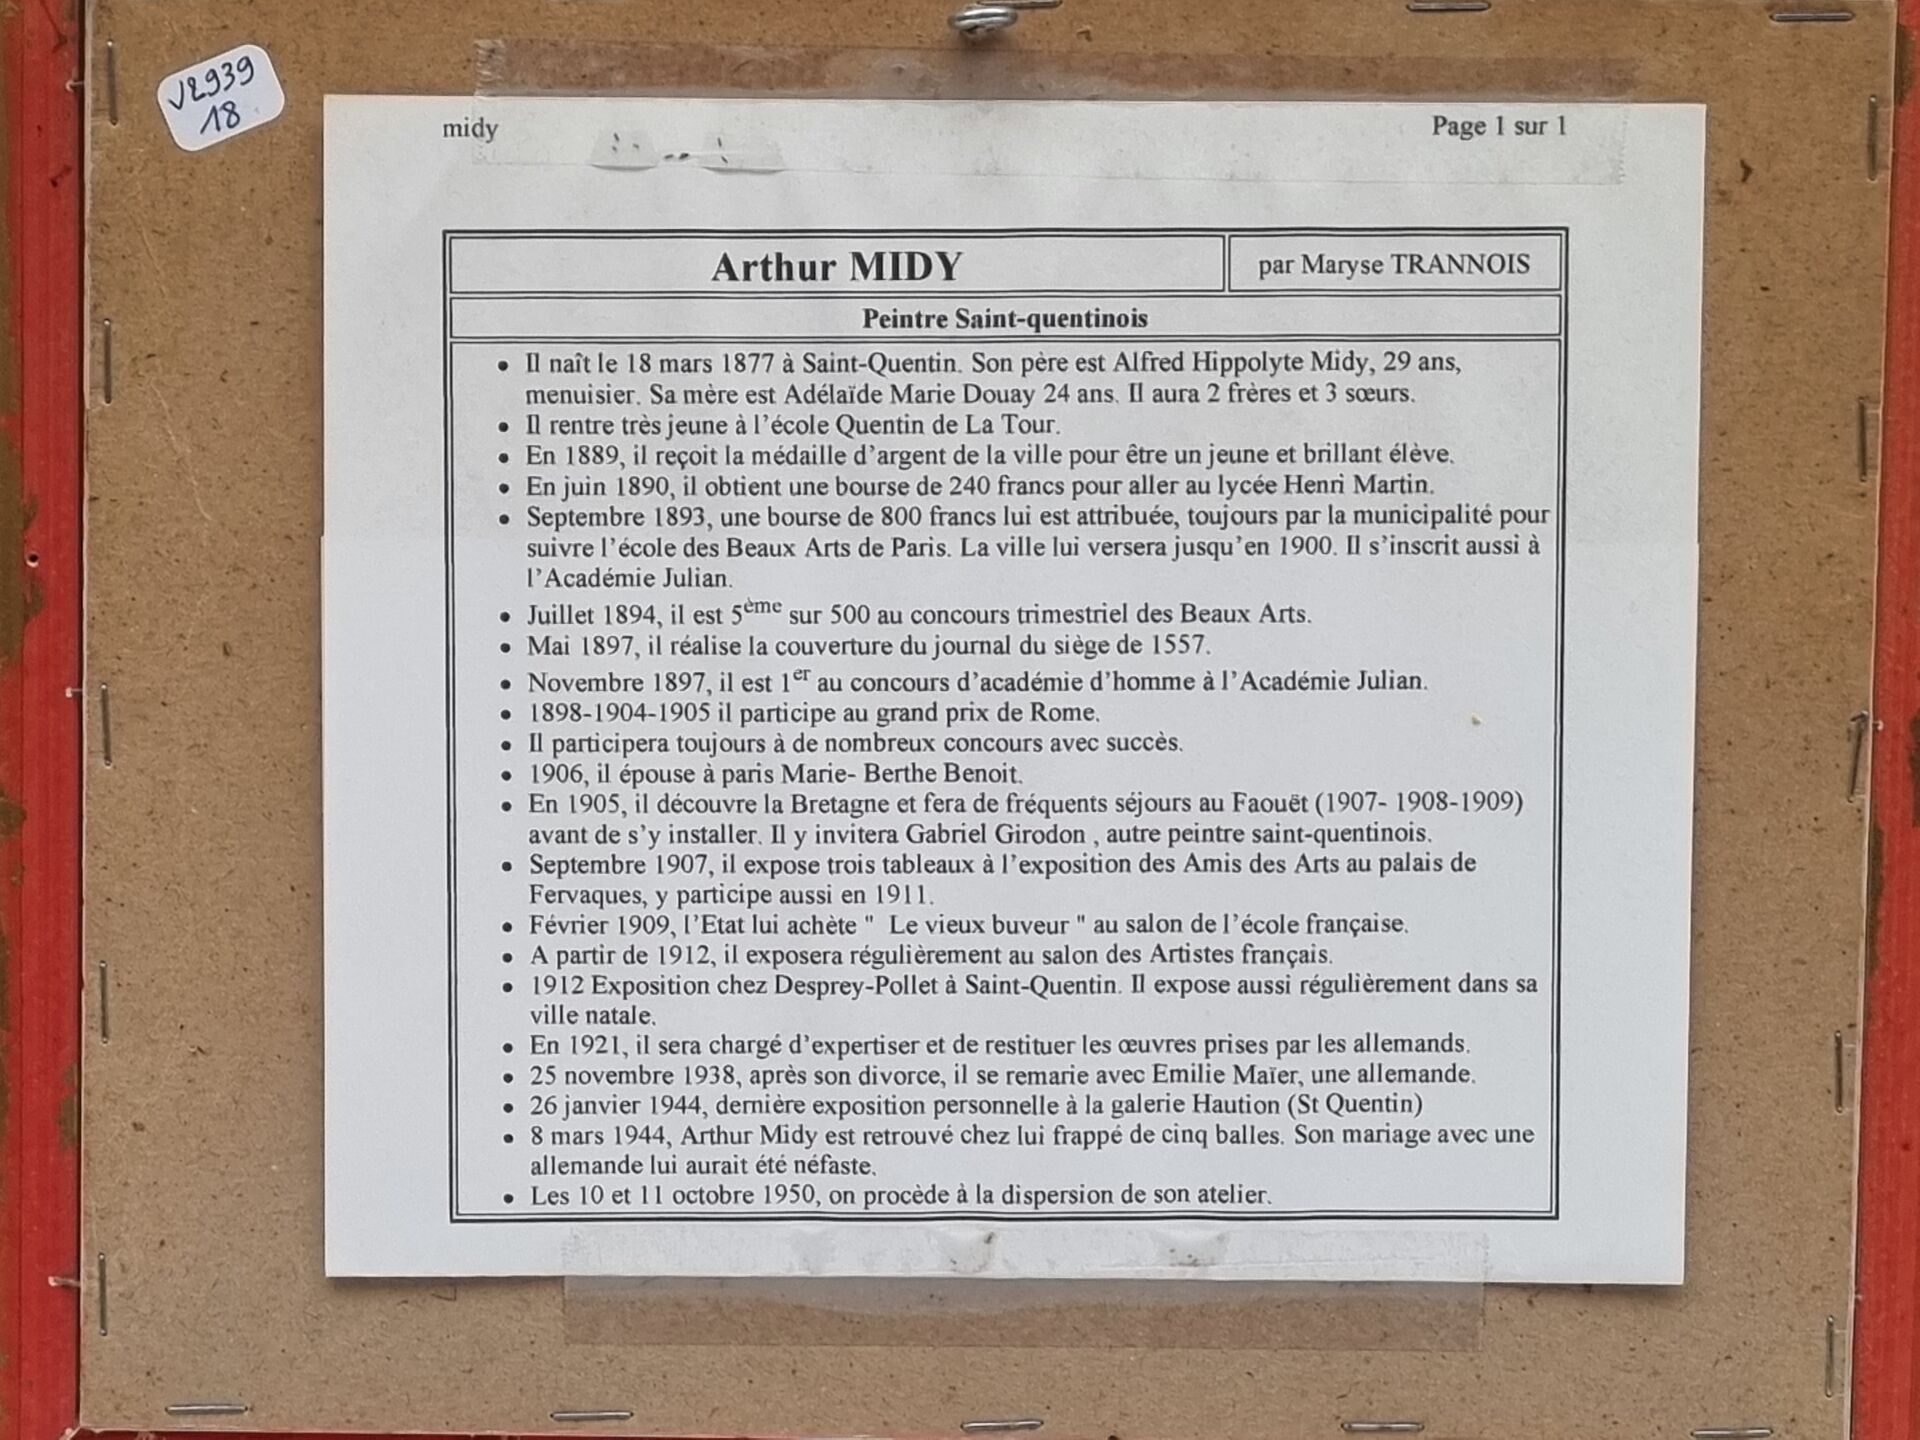 V2939
18
midy
Page 1 sur 1
Arthur MIDY
par Maryse TRANNOIS
Peintre Saint-quentinois
• Il naît le 18 mars 1877 à Saint-Quentin. Son père est Alfred Hippolyte Midy, 29 ans,
menuisier. Sa mère est Adélaïde Marie Douay 24 ans. Il aura 2 frères et 3 sœurs.
• Il rentre très jeune à l'école Quentin de La Tour.
• En 1889, il reçoit la médaille d'argent de la ville pour être un jeune et brillant élève.
• En juin 1890, il obtient une bourse de 240 francs pour aller au lycée Henri Martin.
• Septembre 1893, une bourse de 800 francs lui est attribuée, toujours par la municipalité pour
suivre l'école des Beaux Arts de Paris. La ville lui versera jusqu'en 1900. Il s'inscrit aussi à
l'Académie Julian.
• Juillet 1894, il est 5ème sur 500 au concours trimestriel des Beaux Arts.
• Mai 1897, il réalise la couverture du journal du siège de 1557.
• Novembre 1897, il est 1er au concours d'académie d'homme à l'Académie Julian.
• 1898-1904-1905 il participe au grand prix de Rome.
• Il participera toujours à de nombreux concours avec succès.
• 1906, il épouse à paris Marie- Berthe Benoit.
• En 1905, il découvre la Bretagne et fera de fréquents séjours au Faouët (1907- 1908-1909)
avant de s'y installer. Il y invitera Gabriel Girodon , autre peintre saint-quentinois.
• Septembre 1907, il expose trois tableaux à l'exposition des Amis des Arts au palais de
Fervaques, y participe aussi en 1911.
• Février 1909, l'Etat lui achète " Le vieux buveur " au salon de l'école française.
• A partir de 1912, il exposera régulièrement au salon des Artistes français.
• 1912 Exposition chez Desprey-Pollet à Saint-Quentin. Il expose aussi régulièrement dans sa
ville natale.
• En 1921, il sera chargé d'expertiser et de restituer les œuvres prises par les allemands.
• 25 novembre 1938, après son divorce, il se remarie avec Emilie Maïer, une allemande.
• 26 janvier 1944, dernière exposition personnelle à la galerie Haution (St Quentin)
• 8 mars 1944, Arthur Midy est retrouvé chez lui frappé de cinq balles. Son mariage avec une
allemande lui aurait été néfaste.
• Les 10 et 11 octobre 1950, on procède à la dispersion de son atelier.